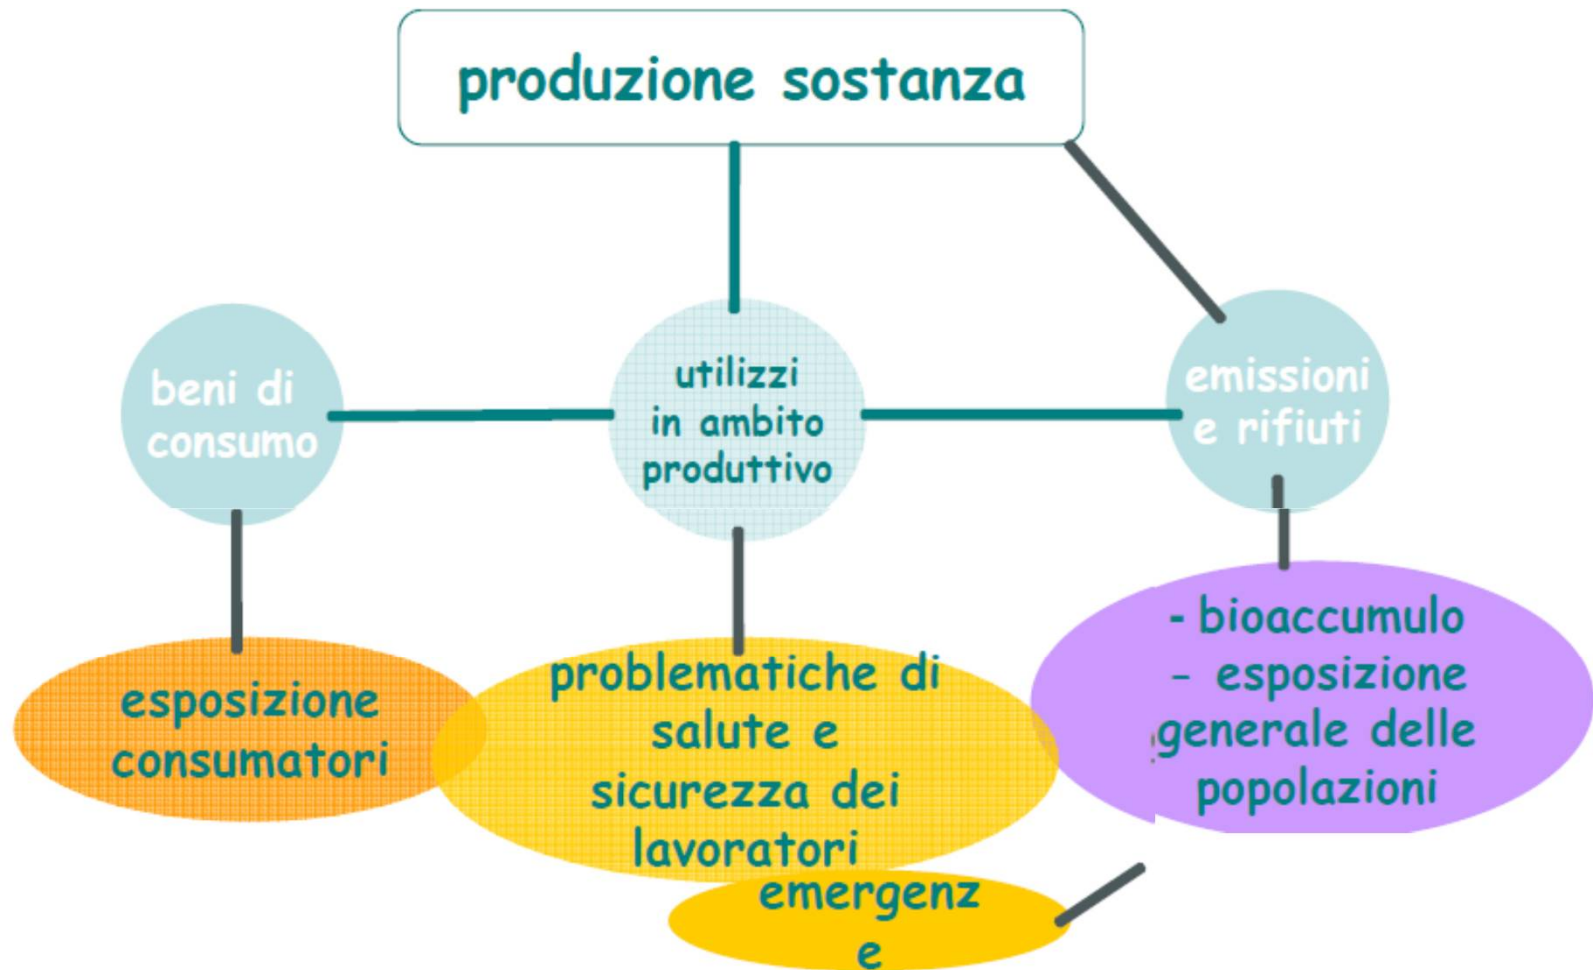 produzione sostanza
beni di
consumo
utilizzi
in ambito
produttivo
emissioni
e rifiuti
esposizione
consumatori
problematiche di
salute e
sicurezza dei
lavoratori
- bioaccumulo
- esposizione
generale delle
popolazioni
emergenz
e